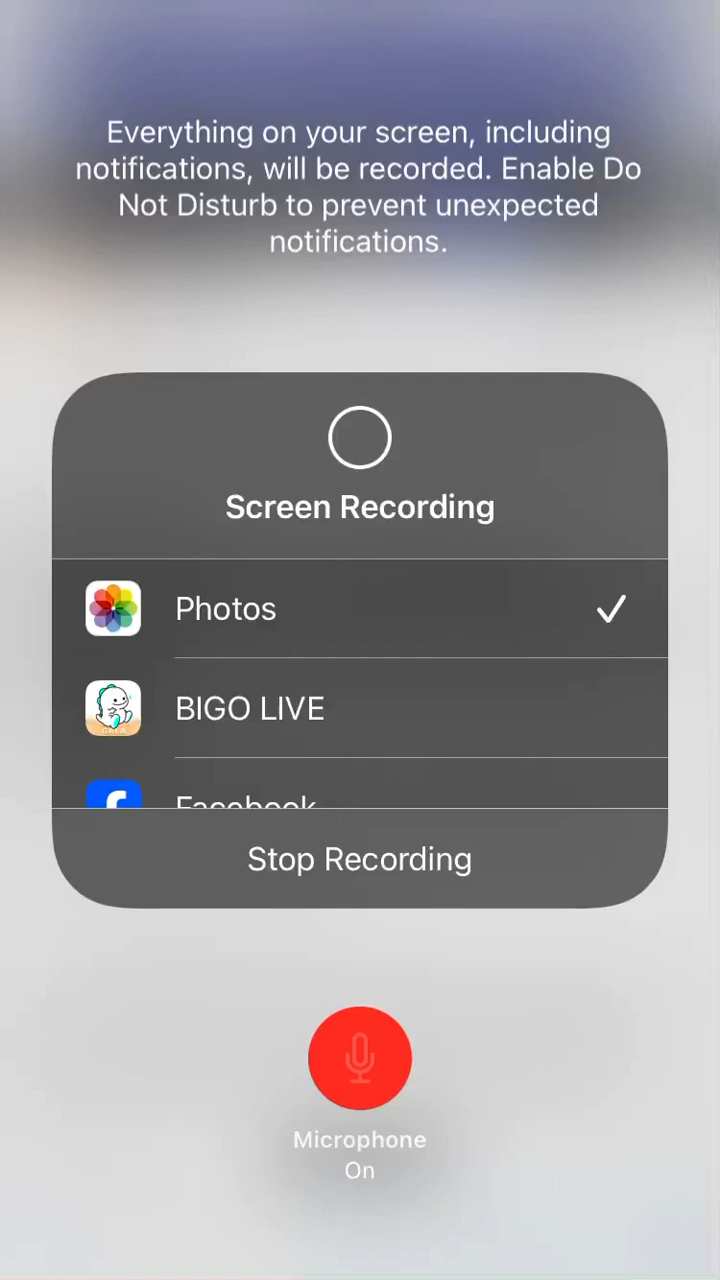 Everything on your screen, including
notifications, will be recorded. Enable Do
Not Disturb to prevent unexpected
notifications.
Screen Recording
Photos
BIGO LIVE
Facebook
Stop Recording
Microphone
On